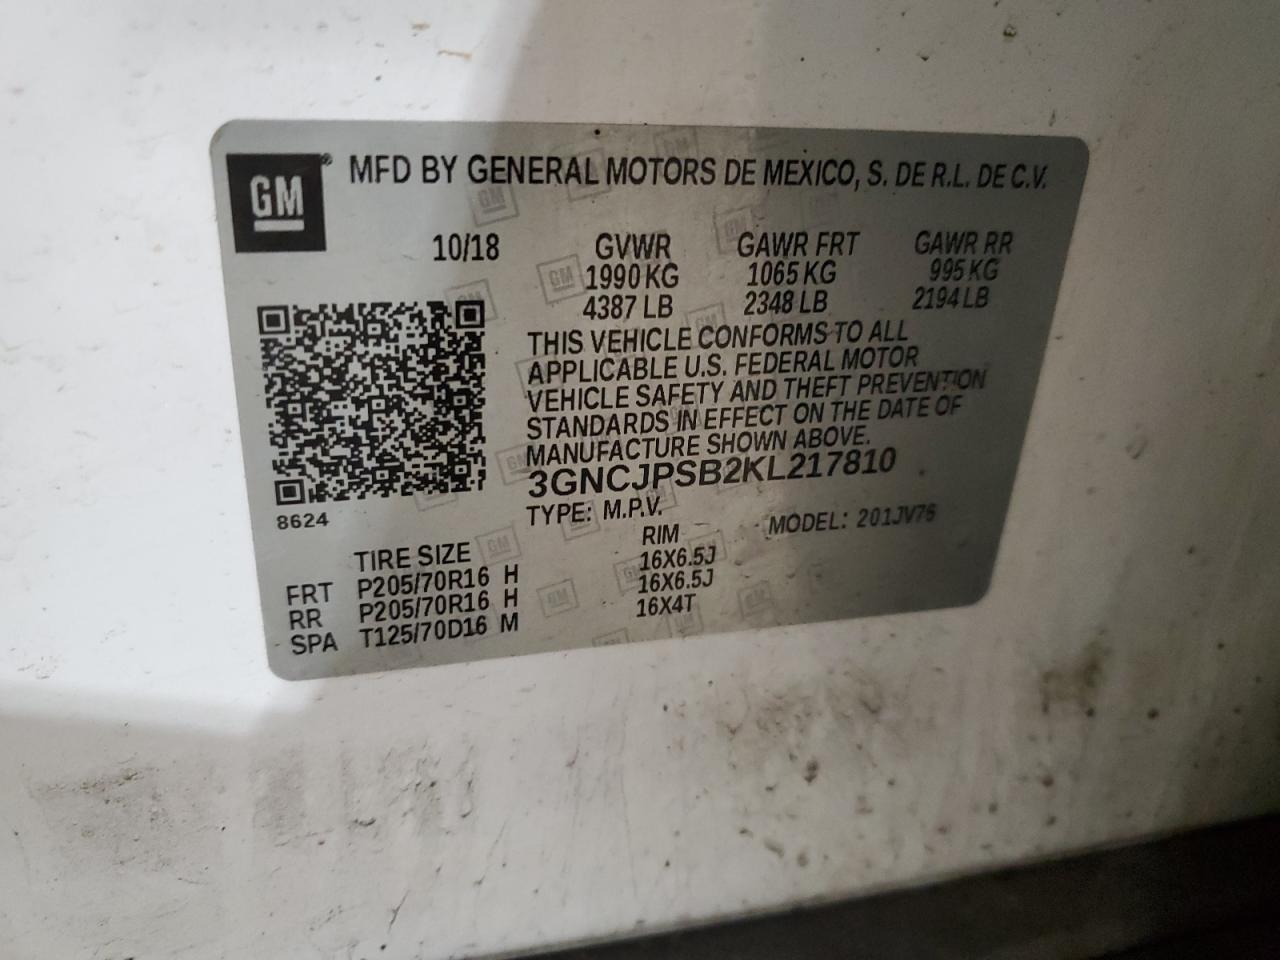 GM® MFD BY GENERAL MOTORS DE MEXICO, S. DE R.L. DE C.V.
10/18 GVWR GAWR FRT GAWR RR
1990 KG 1065 KG 995 KG
4387 LB 2348 LB 2194 LB
THIS VEHICLE CONFORMS TO ALL
APPLICABLE U.S. FEDERAL MOTOR
VEHICLE SAFETY AND THEFT PREVENTION
STANDARDS IN EFFECT ON THE DATE OF
MANUFACTURE SHOWN ABOVE.
3GNCJPSB2KL217810
8624
TYPE: M.P.V. MODEL: 201JV76
TIRE SIZE RIM
FRT P205/70R16 H 16X6.5J
RR P205/70R16 H 16X6.5J
SPA T125/70D16 M 16X4T